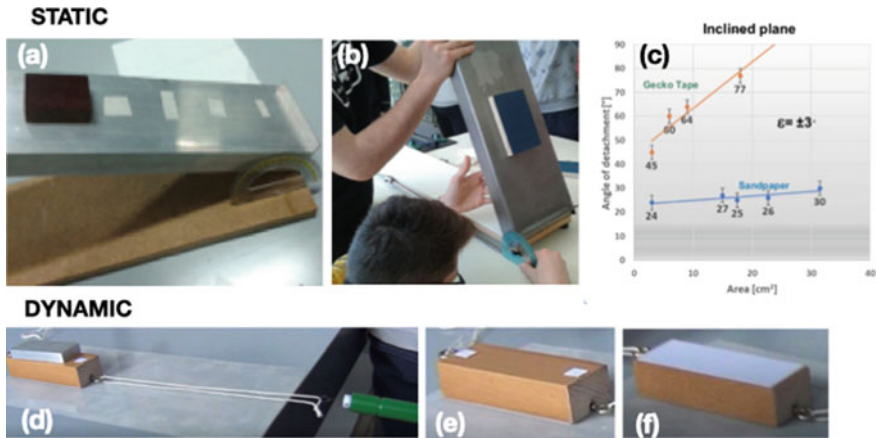 STATIC
(a)
(b)
(c)
Inclined plane
Angle of detachment [°]
90
80
70
60
50
40
30
20
10
0
Gecko Tape
ε= ±3
45
60
64
77
Sandpaper
24
27
25
26
30
0
10
20
30
40
Area [cm²]
DYNAMIC
(d)
(e)
(f)